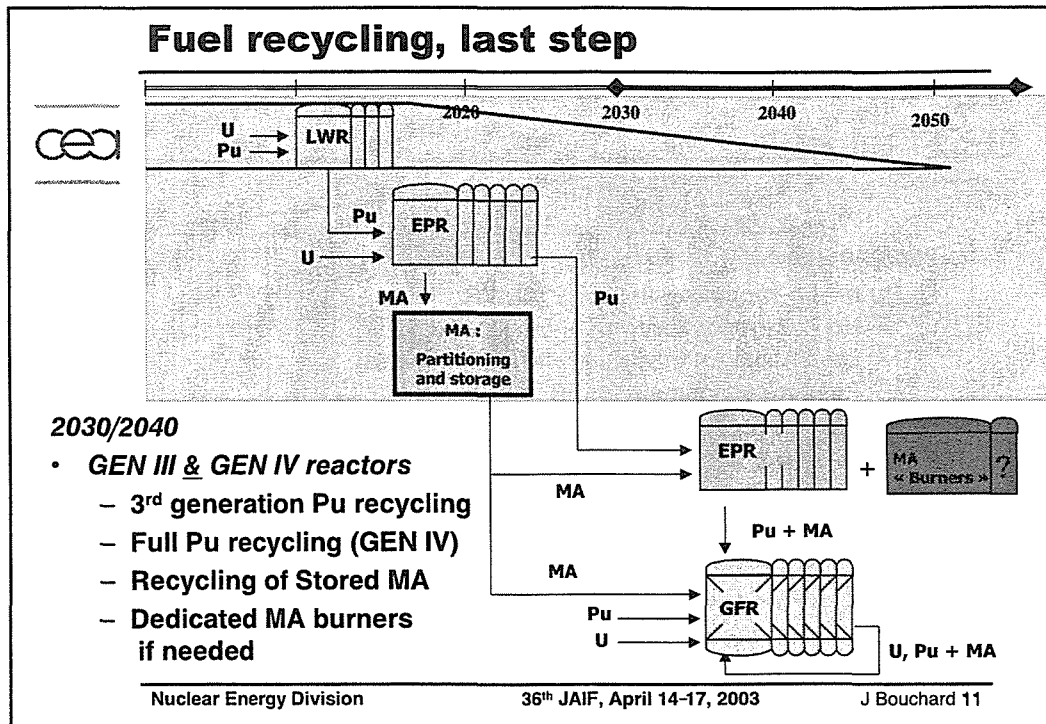 Fuel recycling, last step
cea
2020
2030
2040
2050
U
Pu
LWR
Pu
U
EPR
MA
Pu
MA :
Partitioning
and storage
2030/2040
• GEN III & GEN IV reactors
– 3rd generation Pu recycling
– Full Pu recycling (GEN IV)
– Recycling of Stored MA
– Dedicated MA burners
if needed
MA
EPR
+
MA
« Burners »
?
Pu + MA
MA
Pu
U
GFR
U, Pu + MA
Nuclear Energy Division
36th JAIF, April 14-17, 2003
J Bouchard 11